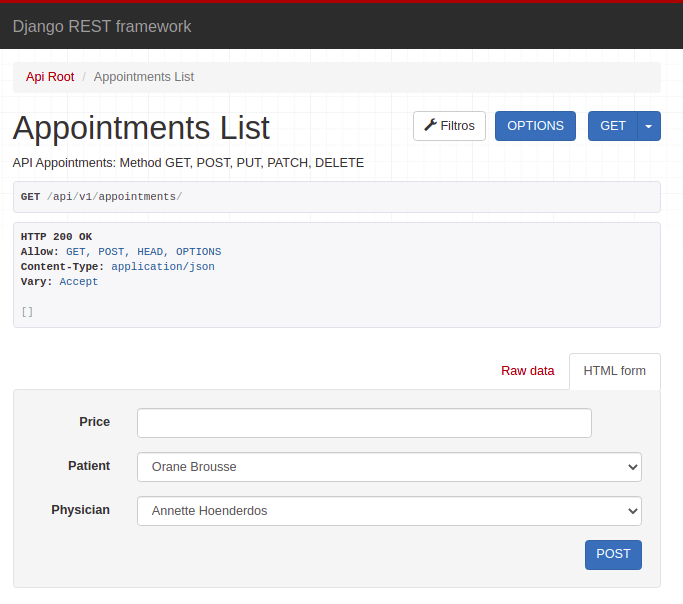 Django REST framework
Api Root / Appointments List
Appointments List
Filtros
OPTIONS
GET
API Appointments: Method GET, POST, PUT, PATCH, DELETE
GET /api/v1/appointments/
HTTP 200 OK
Allow: GET, POST, HEAD, OPTIONS
Content-Type: application/json
Vary: Accept
[]
Raw data
HTML form
Price
Patient
Orane Brousse
Physician
Annette Hoenderdos
POST